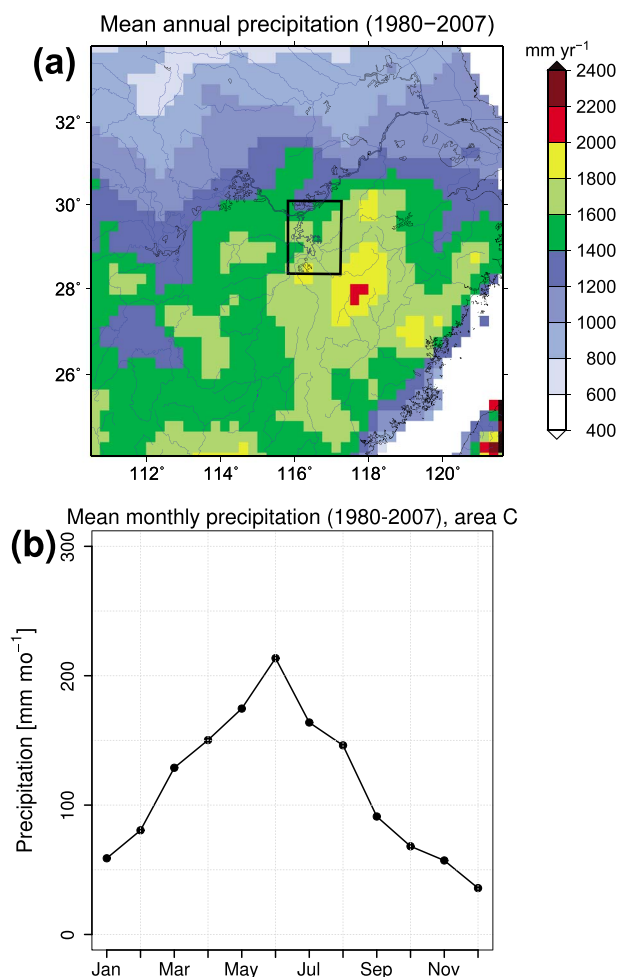 Mean annual precipitation (1980−2007)
(a)
mm yr⁻¹
2400
2200
2000
1800
1600
1400
1200
1000
800
600
400
32˚
30˚
28˚
26˚
112˚ 114˚ 116˚ 118˚ 120˚
Mean monthly precipitation (1980-2007), area C
(b)
Precipitation [mm mo⁻¹]
300
200
100
0
Jan Mar May Jul Sep Nov